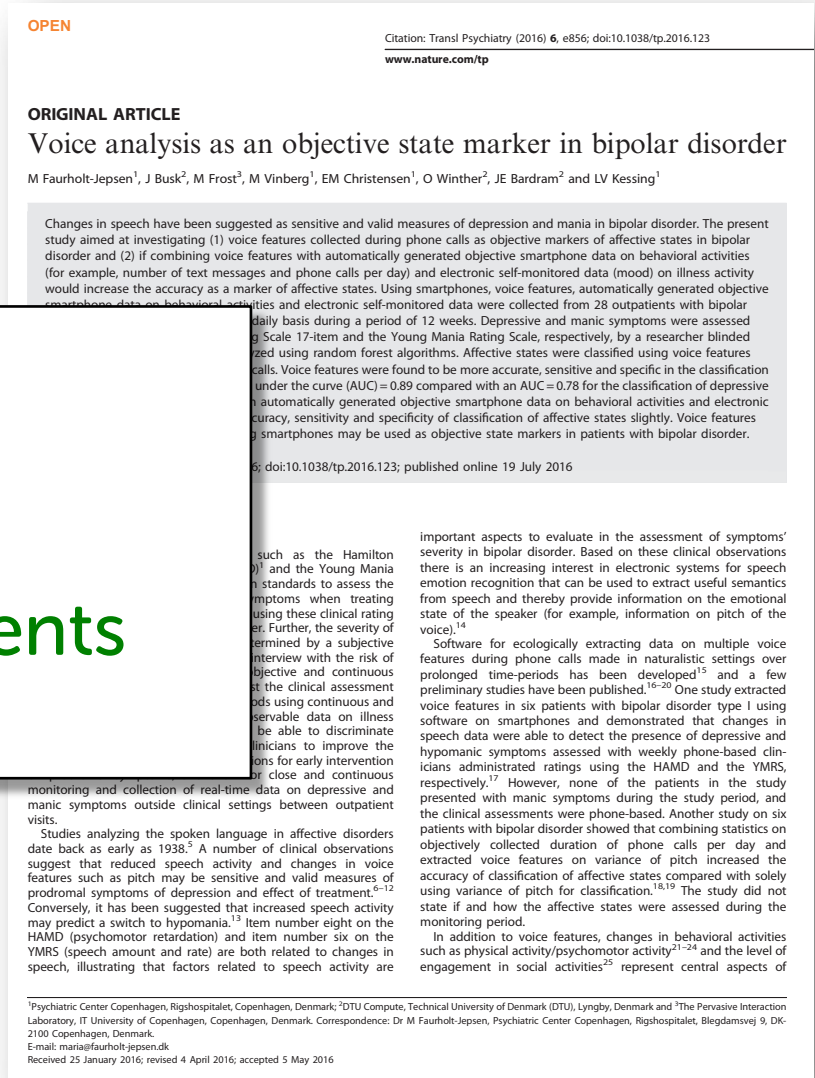 OPEN
Citation: Transl Psychiatry (2016) 6, e856; doi:10.1038/tp.2016.123
www.nature.com/tp
ORIGINAL ARTICLE
Voice analysis as an objective state marker in bipolar disorder
M Faurholt-Jepsen1, J Busk2, M Frost3, M Vinberg1, EM Christensen1, O Winther2, JE Bardram2 and LV Kessing1
Changes in speech have been suggested as sensitive and valid measures of depression and mania in bipolar disorder. The present
study aimed at investigating (1) voice features collected during phone calls as objective markers of affective states in bipolar
disorder and (2) if combining voice features with automatically generated objective smartphone data on behavioral activities
(for example, number of text messages and phone calls per day) and electronic self-monitored data (mood) on illness activity
would increase the accuracy as a marker of affective states. Using smartphones, voice features, automatically generated objective
smartphone data on behavioral activities and electronic self-monitored data were collected from 28 outpatients with bipolar
daily basis during a period of 12 weeks. Depressive and manic symptoms were assessed
Scale 17-item and the Young Mania Rating Scale, respectively, by a researcher blinded
using random forest algorithms. Affective states were classified using voice features
calls. Voice features were found to be more accurate, sensitive and specific in the classification
under the curve (AUC) = 0.89 compared with an AUC = 0.78 for the classification of depressive
automatically generated objective smartphone data on behavioral activities and electronic
sensitivity and specificity of classification of affective states slightly. Voice features
smartphones may be used as objective state markers in patients with bipolar disorder.
6; doi:10.1038/tp.2016.123; published online 19 July 2016
ents
such as the Hamilton
)1 and the Young Mania
standards to assess the
when treating
using these clinical rating
er. Further, the severity of
by a subjective
interview with the risk of
and continuous
the clinical assessment
using continuous and
data on illness
be able to discriminate
to improve the
for early intervention
close and continuous
monitoring and collection of real-time data on depressive and
manic symptoms outside clinical settings between outpatient
visits.
Studies analyzing the spoken language in affective disorders
date back as early as 1938.5 A number of clinical observations
suggest that reduced speech activity and changes in voice
features such as pitch may be sensitive and valid measures of
prodromal symptoms of depression and effect of treatment.6–12
Conversely, it has been suggested that increased speech activity
may predict a switch to hypomania.13 Item number eight on the
HAMD (psychomotor retardation) and item number six on the
YMRS (speech amount and rate) are both related to changes in
speech, illustrating that factors related to speech activity are
important aspects to evaluate in the assessment of symptoms'
severity in bipolar disorder. Based on these clinical observations
there is an increasing interest in electronic systems for speech
emotion recognition that can be used to extract useful semantics
from speech and thereby provide information on the emotional
state of the speaker (for example, information on pitch of the
voice).14
Software for ecologically extracting data on multiple voice
features during phone calls made in naturalistic settings over
prolonged time-periods has been developed15 and a few
preliminary studies have been published.16–20 One study extracted
voice features in six patients with bipolar disorder type I using
software on smartphones and demonstrated that changes in
speech data were able to detect the presence of depressive and
hypomanic symptoms assessed with weekly phone-based clin-
icians administrated ratings using the HAMD and the YMRS,
respectively.17 However, none of the patients in the study
presented with manic symptoms during the study period, and
the clinical assessments were phone-based. Another study on six
patients with bipolar disorder showed that combining statistics on
objectively collected duration of phone calls per day and
extracted voice features on variance of pitch increased the
accuracy of classification of affective states compared with solely
using variance of pitch for classification.18,19 The study did not
state if and how the affective states were assessed during the
monitoring period.
In addition to voice features, changes in behavioral activities
such as physical activity/psychomotor activity21–24 and the level of
engagement in social activities25 represent central aspects of
1Psychiatric Center Copenhagen, Rigshospitalet, Copenhagen, Denmark; 2DTU Compute, Technical University of Denmark (DTU), Lyngby, Denmark and 3The Pervasive Interaction
Laboratory, IT University of Copenhagen, Copenhagen, Denmark. Correspondence: Dr M Faurholt-Jepsen, Psychiatric Center Copenhagen, Rigshospitalet, Blegdamsvej 9, DK-
2100 Copenhagen, Denmark.
E-mail: maria@faurholt-jepsen.dk
Received 25 January 2016; revised 4 April 2016; accepted 5 May 2016